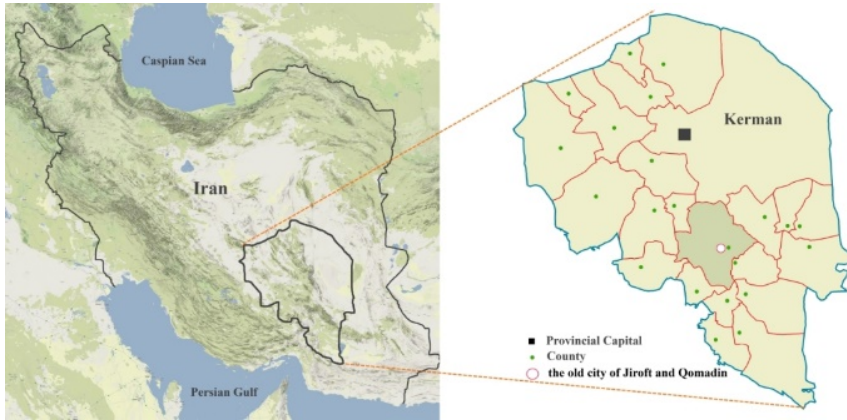 Caspian Sea
Iran
Persian Gulf
Kerman
Provincial Capital
County
the old city of Jiroft and Qomadin